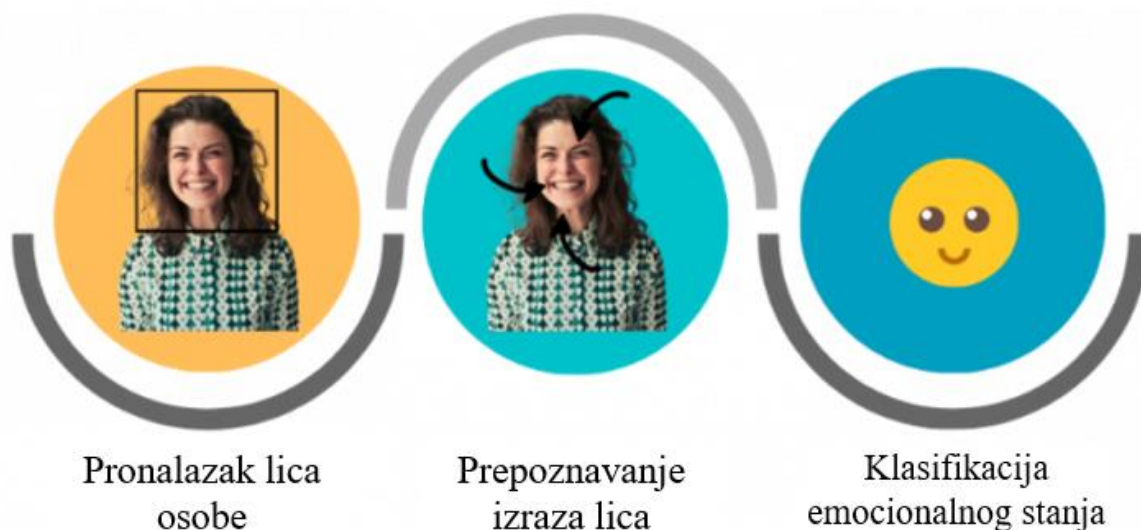 Pronalazak lica
osobe
Prepoznavanje
izraza lica
Klasifikacija
emocionalnog stanja